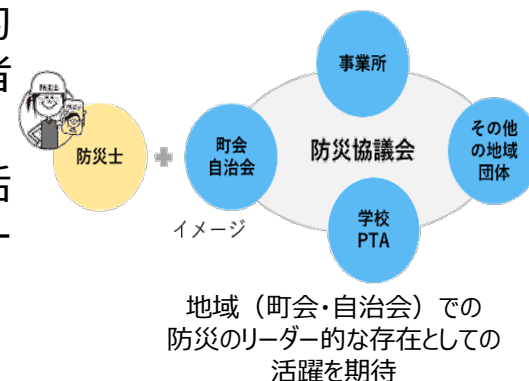 事業所
防災士
町会
自治会
防災協議会
その他
の地域
団体
学校
PTA
イメージ
地域（町会・自治会）での
防災のリーダー的な存在としての
活躍を期待